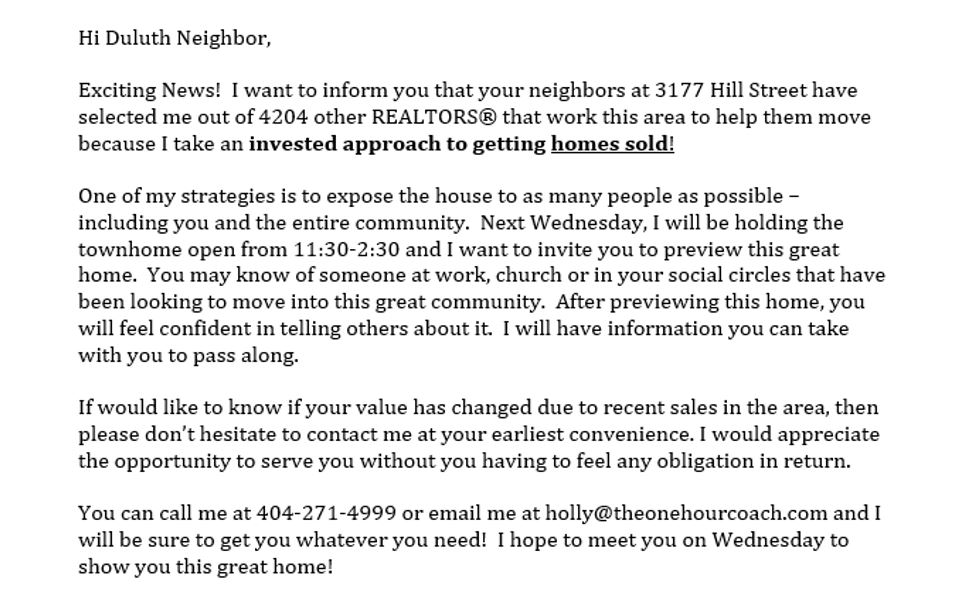 Hi Duluth Neighbor,
Exciting News!  I want to inform you that your neighbors at 3177 Hill Street have
selected me out of 4204 other REALTORS® that work this area to help them move
because I take an invested approach to getting homes sold!
One of my strategies is to expose the house to as many people as possible –
including you and the entire community.  Next Wednesday, I will be holding the
townhome open from 11:30-2:30 and I want to invite you to preview this great
home.  You may know of someone at work, church or in your social circles that have
been looking to move into this great community.  After previewing this home, you
will feel confident in telling others about it.  I will have information you can take
with you to pass along.
If would like to know if your value has changed due to recent sales in the area, then
please don’t hesitate to contact me at your earliest convenience. I would appreciate
the opportunity to serve you without you having to feel any obligation in return.
You can call me at 404-271-4999 or email me at holly@theonehourcoach.com and I
will be sure to get you whatever you need!  I hope to meet you on Wednesday to
show you this great home!